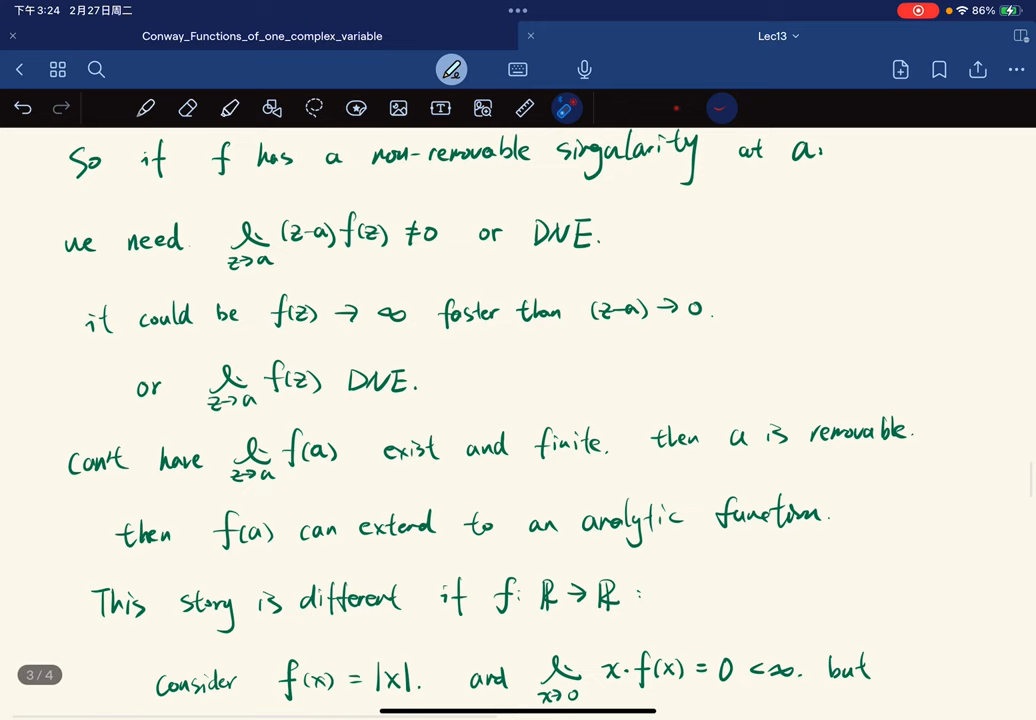 下午3:24 2月27日周二
86%
Conway_Functions_of_one_complex_variable
Lec13
So if f has a non-removable singularity at a.
we need lim z→a (z-a)f(z) ≠0 or DNE.
it could be f(z) → ∞ faster than (z-a) → 0.
or lim z→a f(z) DNE.
Can't have lim z→a f(a) exist and finite. then a is removable.
then f(a) can extend to an analytic function.
This story is different if f: ℝ → ℝ :
3/4
consider f(x) = |x|. and lim x→0 x·f(x) = 0 <∞. but